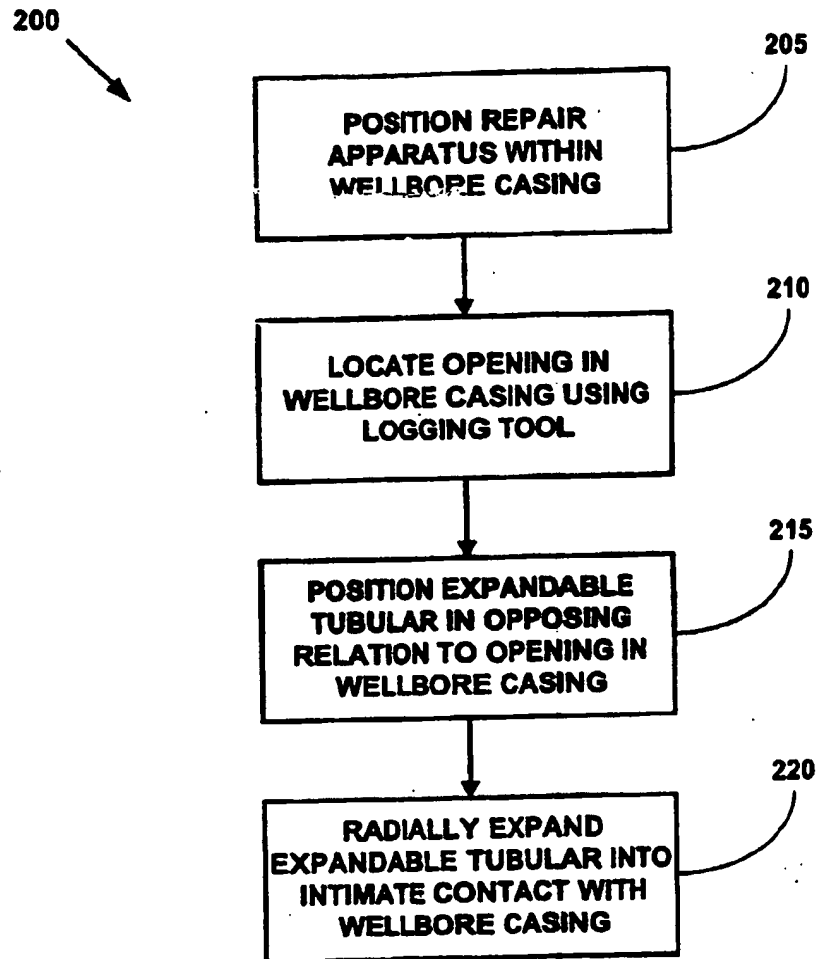 200
205
POSITION REPAIR
APPARATUS WITHIN
WELLBORE CASING
210
LOCATE OPENING IN
WELLBORE CASING USING
LOGGING TOOL
215
POSITION EXPANDABLE
TUBULAR IN OPPOSING
RELATION TO OPENING IN
WELLBORE CASING
220
RADIALLY EXPAND
EXPANDABLE TUBULAR INTO
INTIMATE CONTACT WITH
WELLBORE CASING